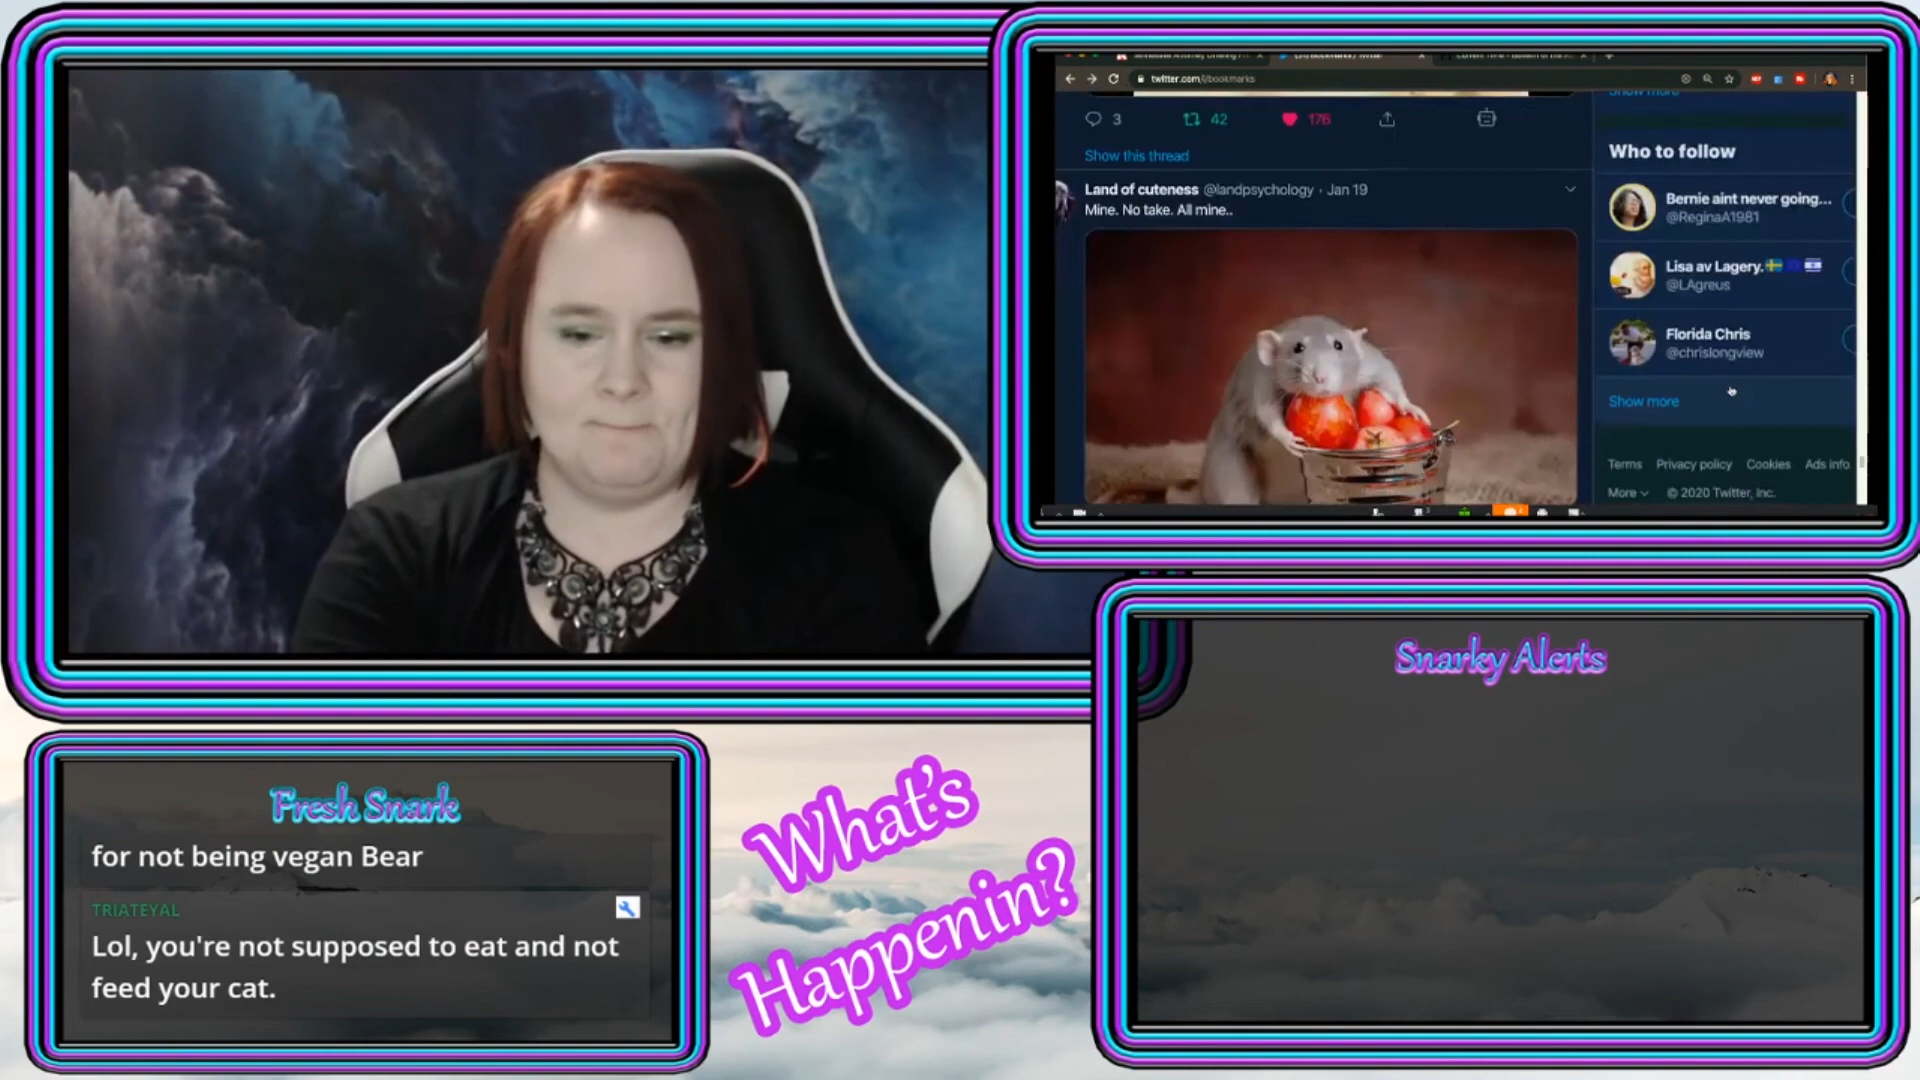 twitter.com/i/bookmarks
Show more
3
42
176
Show this thread
Land of cuteness @landpsychology · Jan 19
Mine. No take. All mine..
Who to follow
Bernie aint never going...
@ReginaA1981
Lisa av Lagery.
@LAgreus
Florida Chris
@chrislongview
Show more
Terms Privacy policy Cookies Ads info
More © 2020 Twitter, Inc.
Snarky Alerts
Fresh Snark
for not being vegan Bear
TRIATEYAL
Lol, you're not supposed to eat and not
feed your cat.
What's
Happenin?